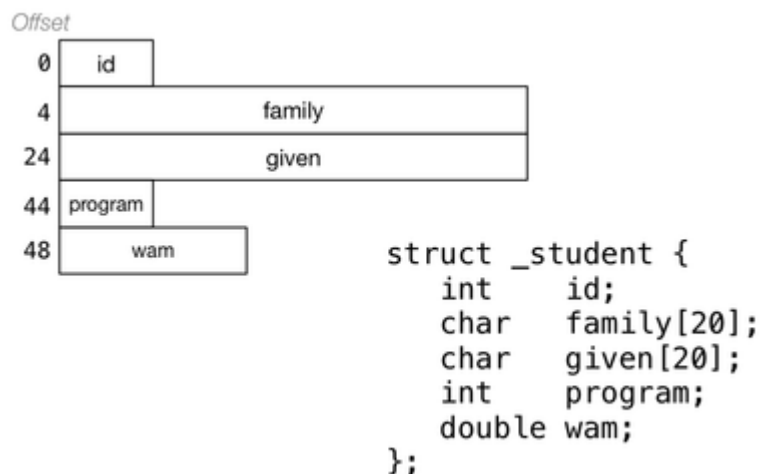 Offset
0 id
4 family
24 given
44 program
48 wam
struct _student {
int id;
char family[20];
char given[20];
int program;
double wam;
};